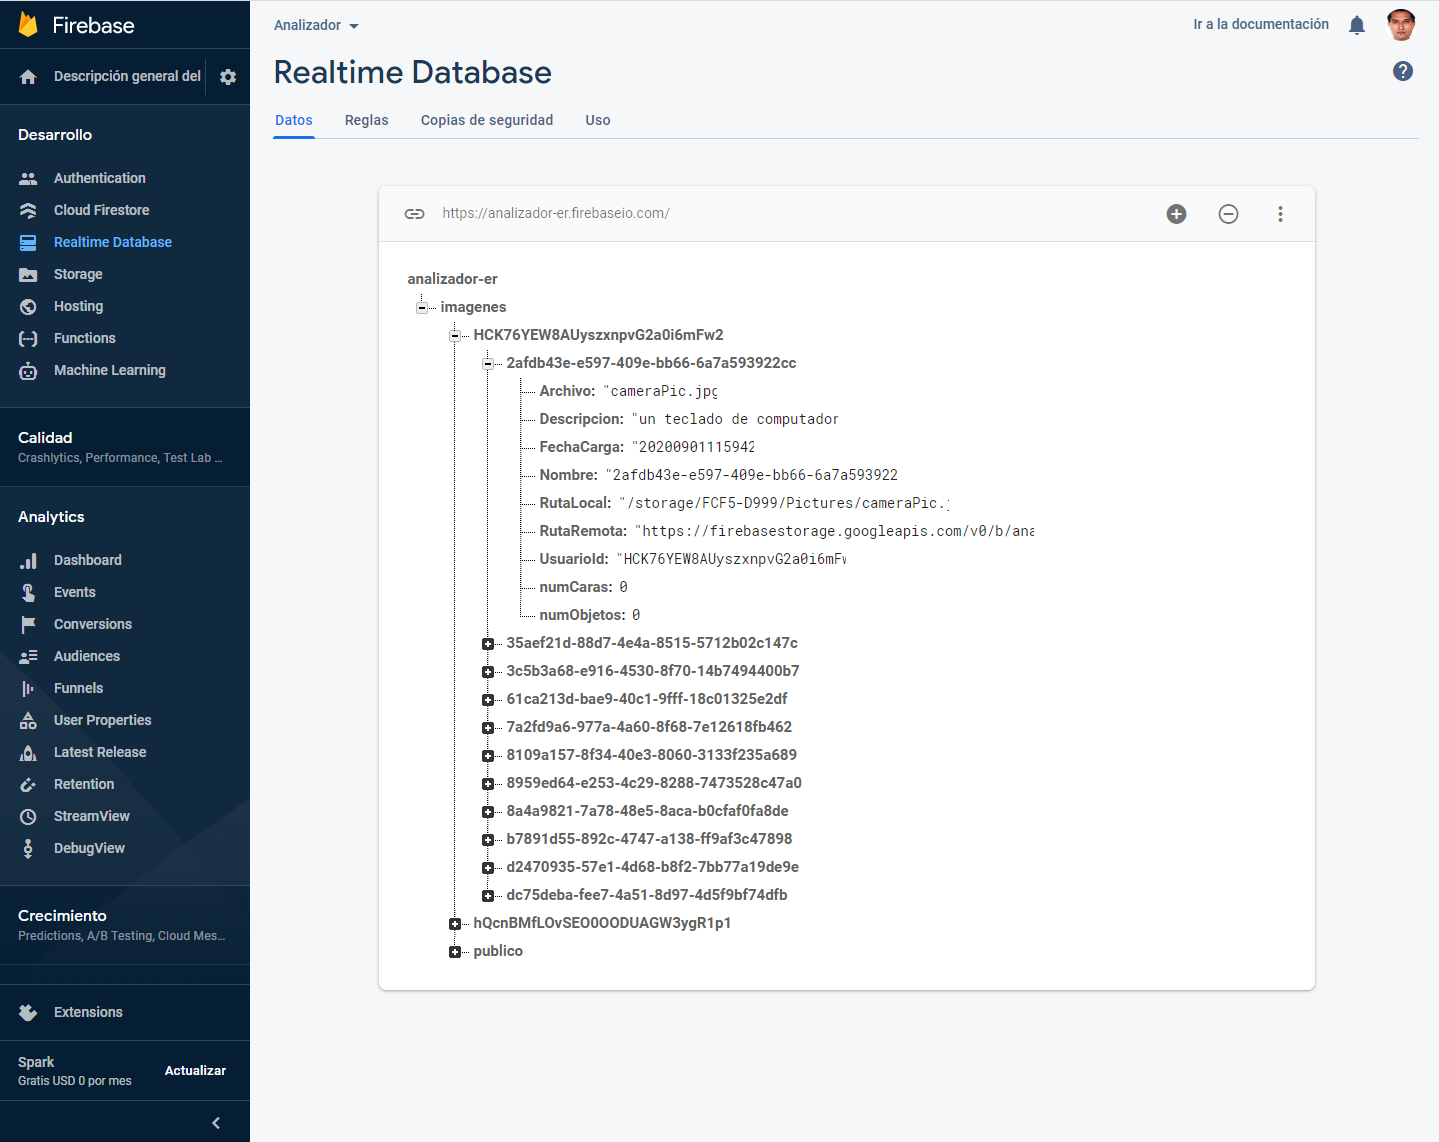 Firebase
Descripción general del
Desarrollo
Authentication
Cloud Firestore
Realtime Database
Storage
Hosting
Functions
Machine Learning
Calidad
Crashlytics, Performance, Test Lab ...
Analytics
Dashboard
Events
Conversions
Audiences
Funnels
User Properties
Latest Release
Retention
StreamView
DebugView
Crecimiento
Predictions, A/B Testing, Cloud Mes...
Extensions
Spark
Gratis USD 0 por mes
Actualizar
Analizador
Ir a la documentación
Realtime Database
Datos Reglas Copias de seguridad Uso
https://analizador-er.firebaseio.com/
analizador-er
imagenes
HCK76YEW8AUyszxnpvG2a0i6mFw2
2afdb43e-e597-409e-bb66-6a7a593922cc
Archivo: "cameraPic.jpg
Descripcion: "un teclado de computador
FechaCarga: "20200901115942
Nombre: "2afdb43e-e597-409e-bb66-6a7a593922
RutaLocal: "/storage/FCF5-D999/Pictures/cameraPic.j
RutaRemota: "https://firebasestorage.googleapis.com/v0/b/ana
UsuarioId: "HCK76YEW8AUyszxnpvG2a0i6mFw
numCaras: 0
numObjetos: 0
35aef21d-88d7-4e4a-8515-5712b02c147c
3c5b3a68-e916-4530-8f70-14b7494400b7
61ca213d-bae9-40c1-9fff-18c01325e2df
7a2fd9a6-977a-4a60-8f68-7e12618fb462
8109a157-8f34-40e3-8060-3133f235a689
8959ed64-e253-4c29-8288-7473528c47a0
8a4a9821-7a78-48e5-8aca-b0cfaf0fa8de
b7891d55-892c-4747-a138-ff9af3c47898
d2470935-57e1-4d68-b8f2-7bb77a19de9e
dc75deba-fee7-4a51-8d97-4d5f9bf74dfb
hQcnBMfLOvSEO0OODUAGW3ygR1p1
publico